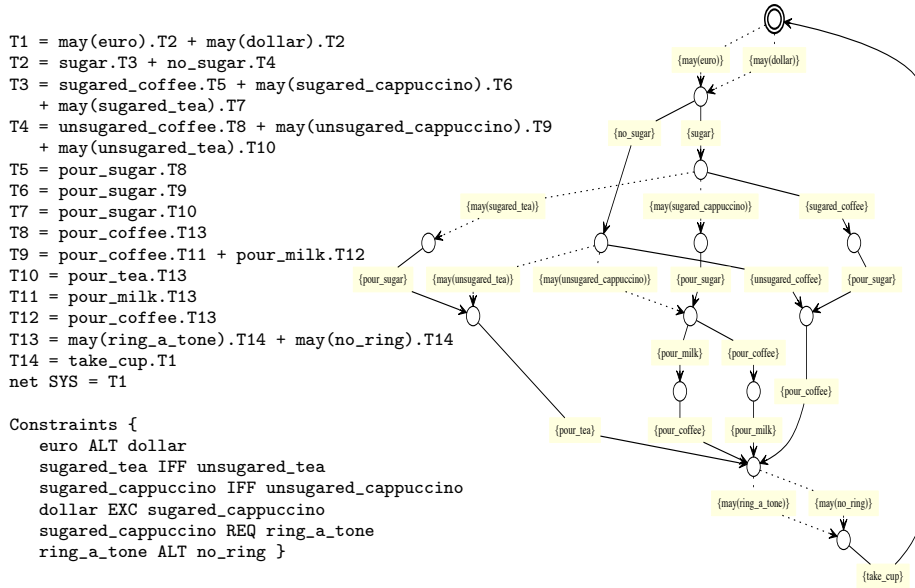 T1 = may(euro).T2 + may(dollar).T2
T2 = sugar.T3 + no_sugar.T4
T3 = sugared_coffee.T5 + may(sugared_cappuccino).T6
+ may(sugared_tea).T7
T4 = unsugared_coffee.T8 + may(unsugared_cappuccino).T9
+ may(unsugared_tea).T10
T5 = pour_sugar.T8
T6 = pour_sugar.T9
T7 = pour_sugar.T10
T8 = pour_coffee.T13
T9 = pour_coffee.T11 + pour_milk.T12
T10 = pour_tea.T13
T11 = pour_milk.T13
T12 = pour_coffee.T13
T13 = may(ring_a_tone).T14 + may(no_ring).T14
T14 = take_cup.T1
net SYS = T1
Constraints {
euro ALT dollar
sugared_tea IFF unsugared_tea
sugared_cappuccino IFF unsugared_cappuccino
dollar EXC sugared_cappuccino
sugared_cappuccino REQ ring_a_tone
ring_a_tone ALT no_ring }
{may(euro)} {may(dollar)}
{no_sugar} {sugar}
{may(sugared_tea)} {may(sugared_cappuccino)} {sugared_coffee}
{pour_sugar} {may(unsugared_tea)} {may(unsugared_cappuccino)} {pour_sugar} {unsugared_coffee} {pour_sugar}
{pour_milk} {pour_coffee}
{pour_coffee}
{pour_tea} {pour_coffee} {pour_milk}
{may(ring_a_tone)} {may(no_ring)}
{take_cup}